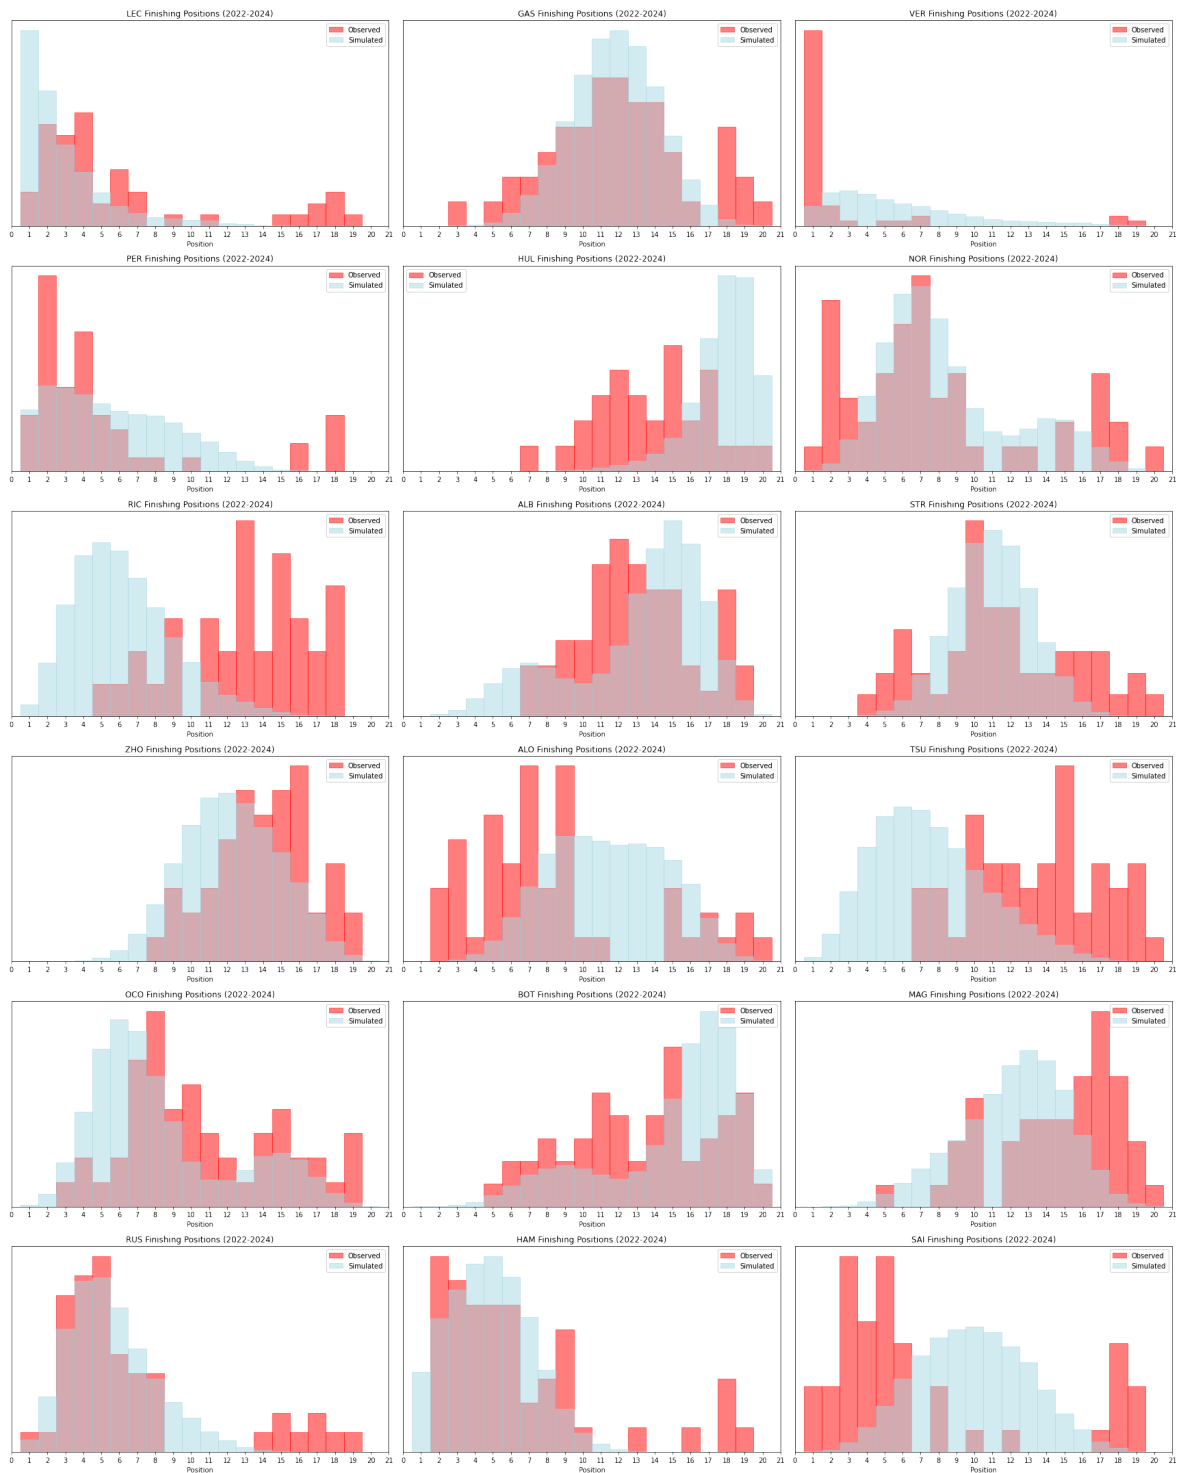 LEC Finishing Positions (2022-2024)
Observed
Simulated
0 1 2 3 4 5 6 7 8 9 10 11 12 13 14 15 16 17 18 19 20 21
Position
GAS Finishing Positions (2022-2024)
Observed
Simulated
0 1 2 3 4 5 6 7 8 9 10 11 12 13 14 15 16 17 18 19 20 21
Position
VER Finishing Positions (2022-2024)
Observed
Simulated
0 1 2 3 4 5 6 7 8 9 10 11 12 13 14 15 16 17 18 19 20 21
Position
PER Finishing Positions (2022-2024)
Observed
Simulated
0 1 2 3 4 5 6 7 8 9 10 11 12 13 14 15 16 17 18 19 20 21
Position
HUL Finishing Positions (2022-2024)
Observed
Simulated
0 1 2 3 4 5 6 7 8 9 10 11 12 13 14 15 16 17 18 19 20 21
Position
NOR Finishing Positions (2022-2024)
Observed
Simulated
0 1 2 3 4 5 6 7 8 9 10 11 12 13 14 15 16 17 18 19 20 21
Position
RIC Finishing Positions (2022-2024)
Observed
Simulated
0 1 2 3 4 5 6 7 8 9 10 11 12 13 14 15 16 17 18 19 20 21
Position
ALB Finishing Positions (2022-2024)
Observed
Simulated
0 1 2 3 4 5 6 7 8 9 10 11 12 13 14 15 16 17 18 19 20 21
Position
STR Finishing Positions (2022-2024)
Observed
Simulated
0 1 2 3 4 5 6 7 8 9 10 11 12 13 14 15 16 17 18 19 20 21
Position
ZHO Finishing Positions (2022-2024)
Observed
Simulated
0 1 2 3 4 5 6 7 8 9 10 11 12 13 14 15 16 17 18 19 20 21
Position
ALO Finishing Positions (2022-2024)
Observed
Simulated
0 1 2 3 4 5 6 7 8 9 10 11 12 13 14 15 16 17 18 19 20 21
Position
TSU Finishing Positions (2022-2024)
Observed
Simulated
0 1 2 3 4 5 6 7 8 9 10 11 12 13 14 15 16 17 18 19 20 21
Position
OCO Finishing Positions (2022-2024)
Observed
Simulated
0 1 2 3 4 5 6 7 8 9 10 11 12 13 14 15 16 17 18 19 20 21
Position
BOT Finishing Positions (2022-2024)
Observed
Simulated
0 1 2 3 4 5 6 7 8 9 10 11 12 13 14 15 16 17 18 19 20 21
Position
MAG Finishing Positions (2022-2024)
Observed
Simulated
0 1 2 3 4 5 6 7 8 9 10 11 12 13 14 15 16 17 18 19 20 21
Position
RUS Finishing Positions (2022-2024)
Observed
Simulated
0 1 2 3 4 5 6 7 8 9 10 11 12 13 14 15 16 17 18 19 20 21
Position
HAM Finishing Positions (2022-2024)
Observed
Simulated
0 1 2 3 4 5 6 7 8 9 10 11 12 13 14 15 16 17 18 19 20 21
Position
SAI Finishing Positions (2022-2024)
Observed
Simulated
0 1 2 3 4 5 6 7 8 9 10 11 12 13 14 15 16 17 18 19 20 21
Position